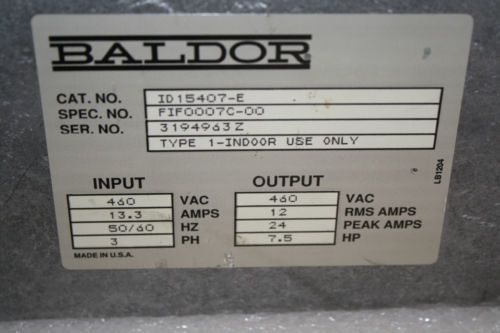 BALDOR
CAT. NO. ID15407-E
SPEC. NO. FIF0007C-00
SER. NO. 3194963Z
TYPE 1-INDOOR USE ONLY
INPUT
460 VAC
13.3 AMPS
50/60 HZ
3 PH
OUTPUT
460 VAC
12 RMS AMPS
24 PEAK AMPS
7.5 HP
MADE IN U.S.A.
LB1204